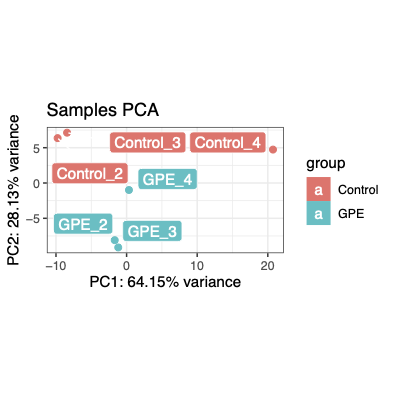 Samples PCA
PC2: 28.13% variance
5
0
−5
Control_3
Control_4
Control_2
GPE_4
GPE_2
GPE_3
−10
0
10
20
PC1: 64.15% variance
group
a Control
a GPE